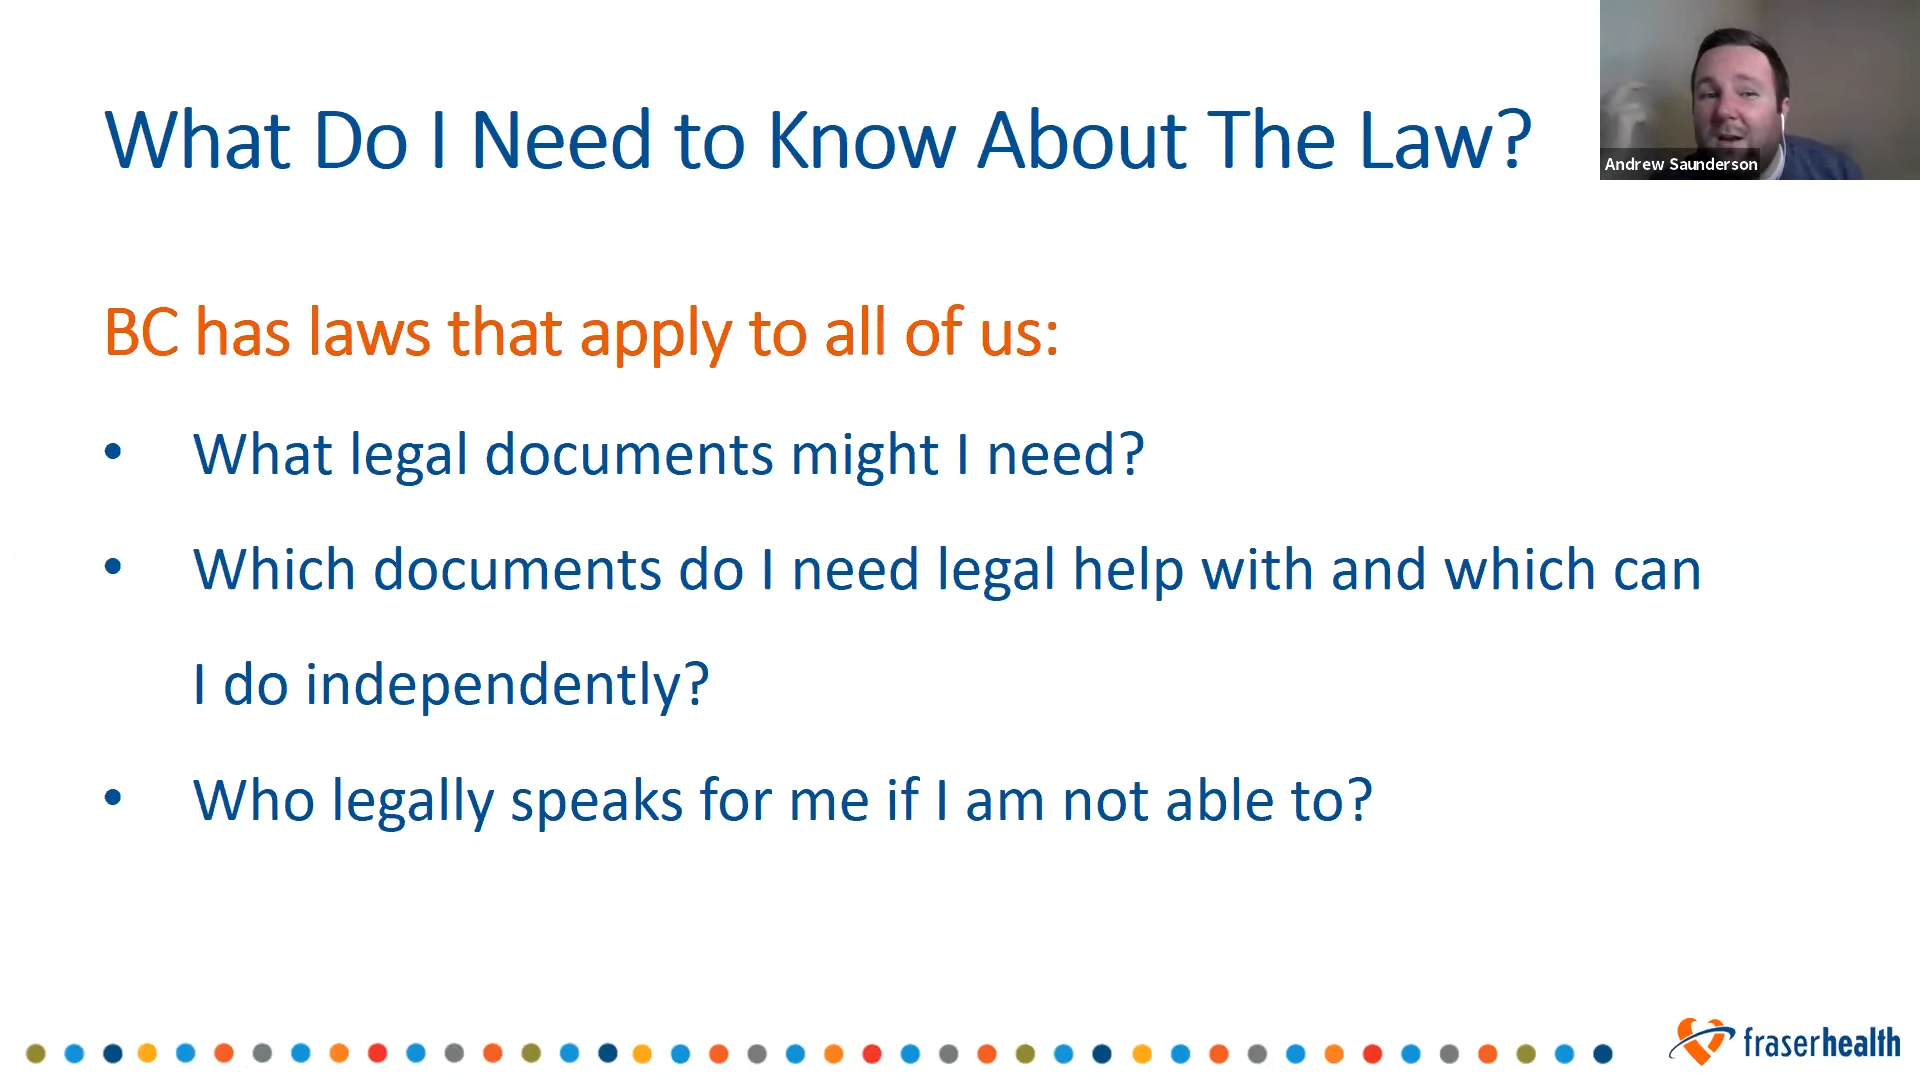 What Do I Need to Know About The Law?
Andrew Saunderson
BC has laws that apply to all of us:
• What legal documents might I need?
• Which documents do I need legal help with and which can
I do independently?
• Who legally speaks for me if I am not able to?
fraserhealth